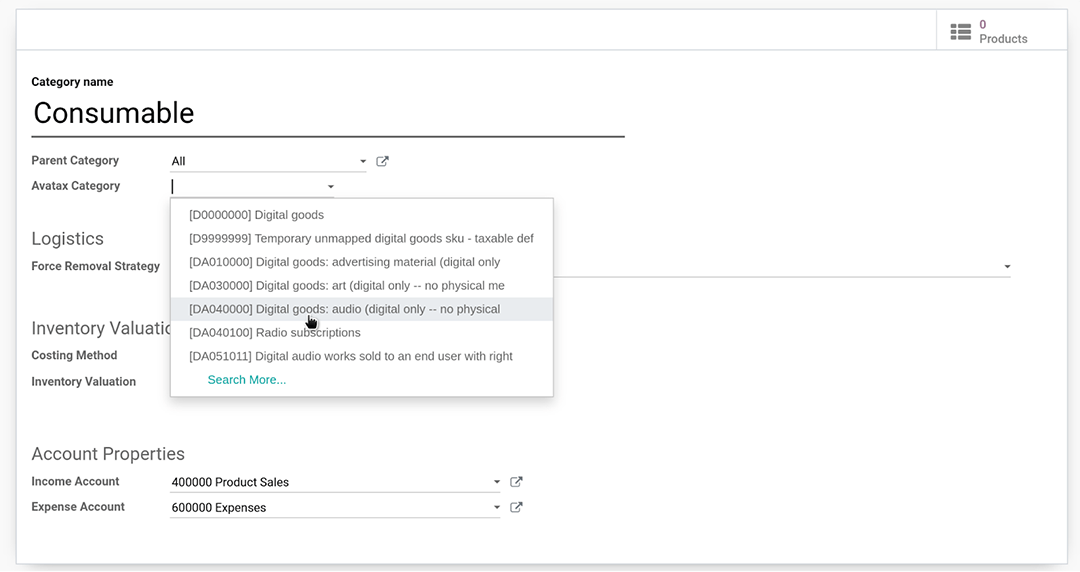 0
Products
Category name
Consumable
Parent Category All
Avatax Category
[D0000000] Digital goods
[D9999999] Temporary unmapped digital goods sku - taxable def
[DA010000] Digital goods: advertising material (digital only
[DA030000] Digital goods: art (digital only -- no physical me
[DA040000] Digital goods: audio (digital only -- no physical
[DA040100] Radio subscriptions
[DA051011] Digital audio works sold to an end user with right
Search More...
Logistics
Force Removal Strategy
Inventory Valuatio
Costing Method
Inventory Valuation
Account Properties
Income Account 400000 Product Sales
Expense Account 600000 Expenses